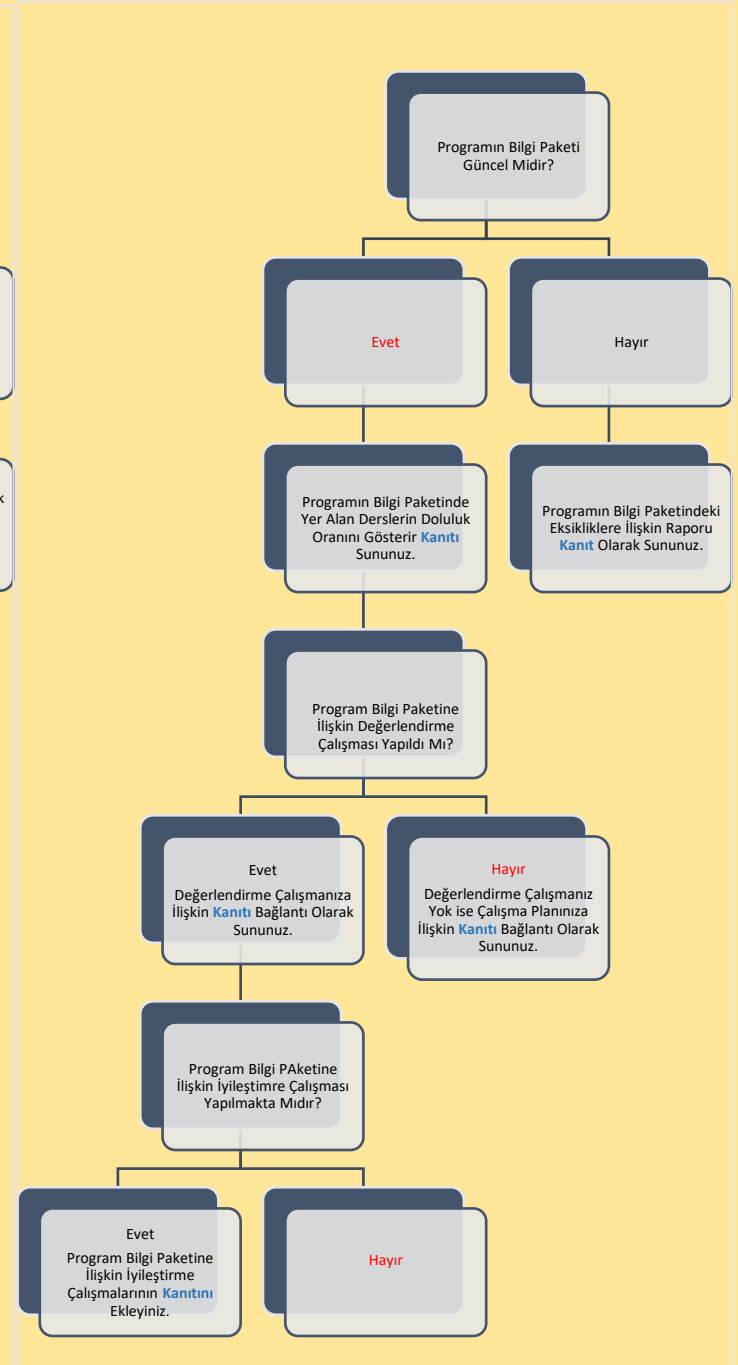 Programın Bilgi Paketi
Güncel Midir?
Evet
Hayır
Programın Bilgi Paketinde
Yer Alan Derslerin Doluluk
Oranını Gösterir Kanıtı
Sununuz.
Programın Bilgi Paketindeki
Eksikliklere İlişkin Raporu
Kanıt Olarak Sununuz.
k
Program Bilgi Paketine
İlişkin Değerlendirme
Çalışması Yapıldı Mı?
Evet
Değerlendirme Çalışmanıza
İlişkin Kanıtı Bağlantı Olarak
Sununuz.
Hayır
Değerlendirme Çalışmanız
Yok ise Çalışma Planınıza
İlişkin Kanıtı Bağlantı Olarak
Sununuz.
Program Bilgi PAketine
İlişkin İyileştimre Çalışması
Yapılmakta Mıdır?
Evet
Program Bilgi Paketine
İlişkin İyileştirme
Çalışmalarının Kanıtını
Ekleyiniz.
Hayır